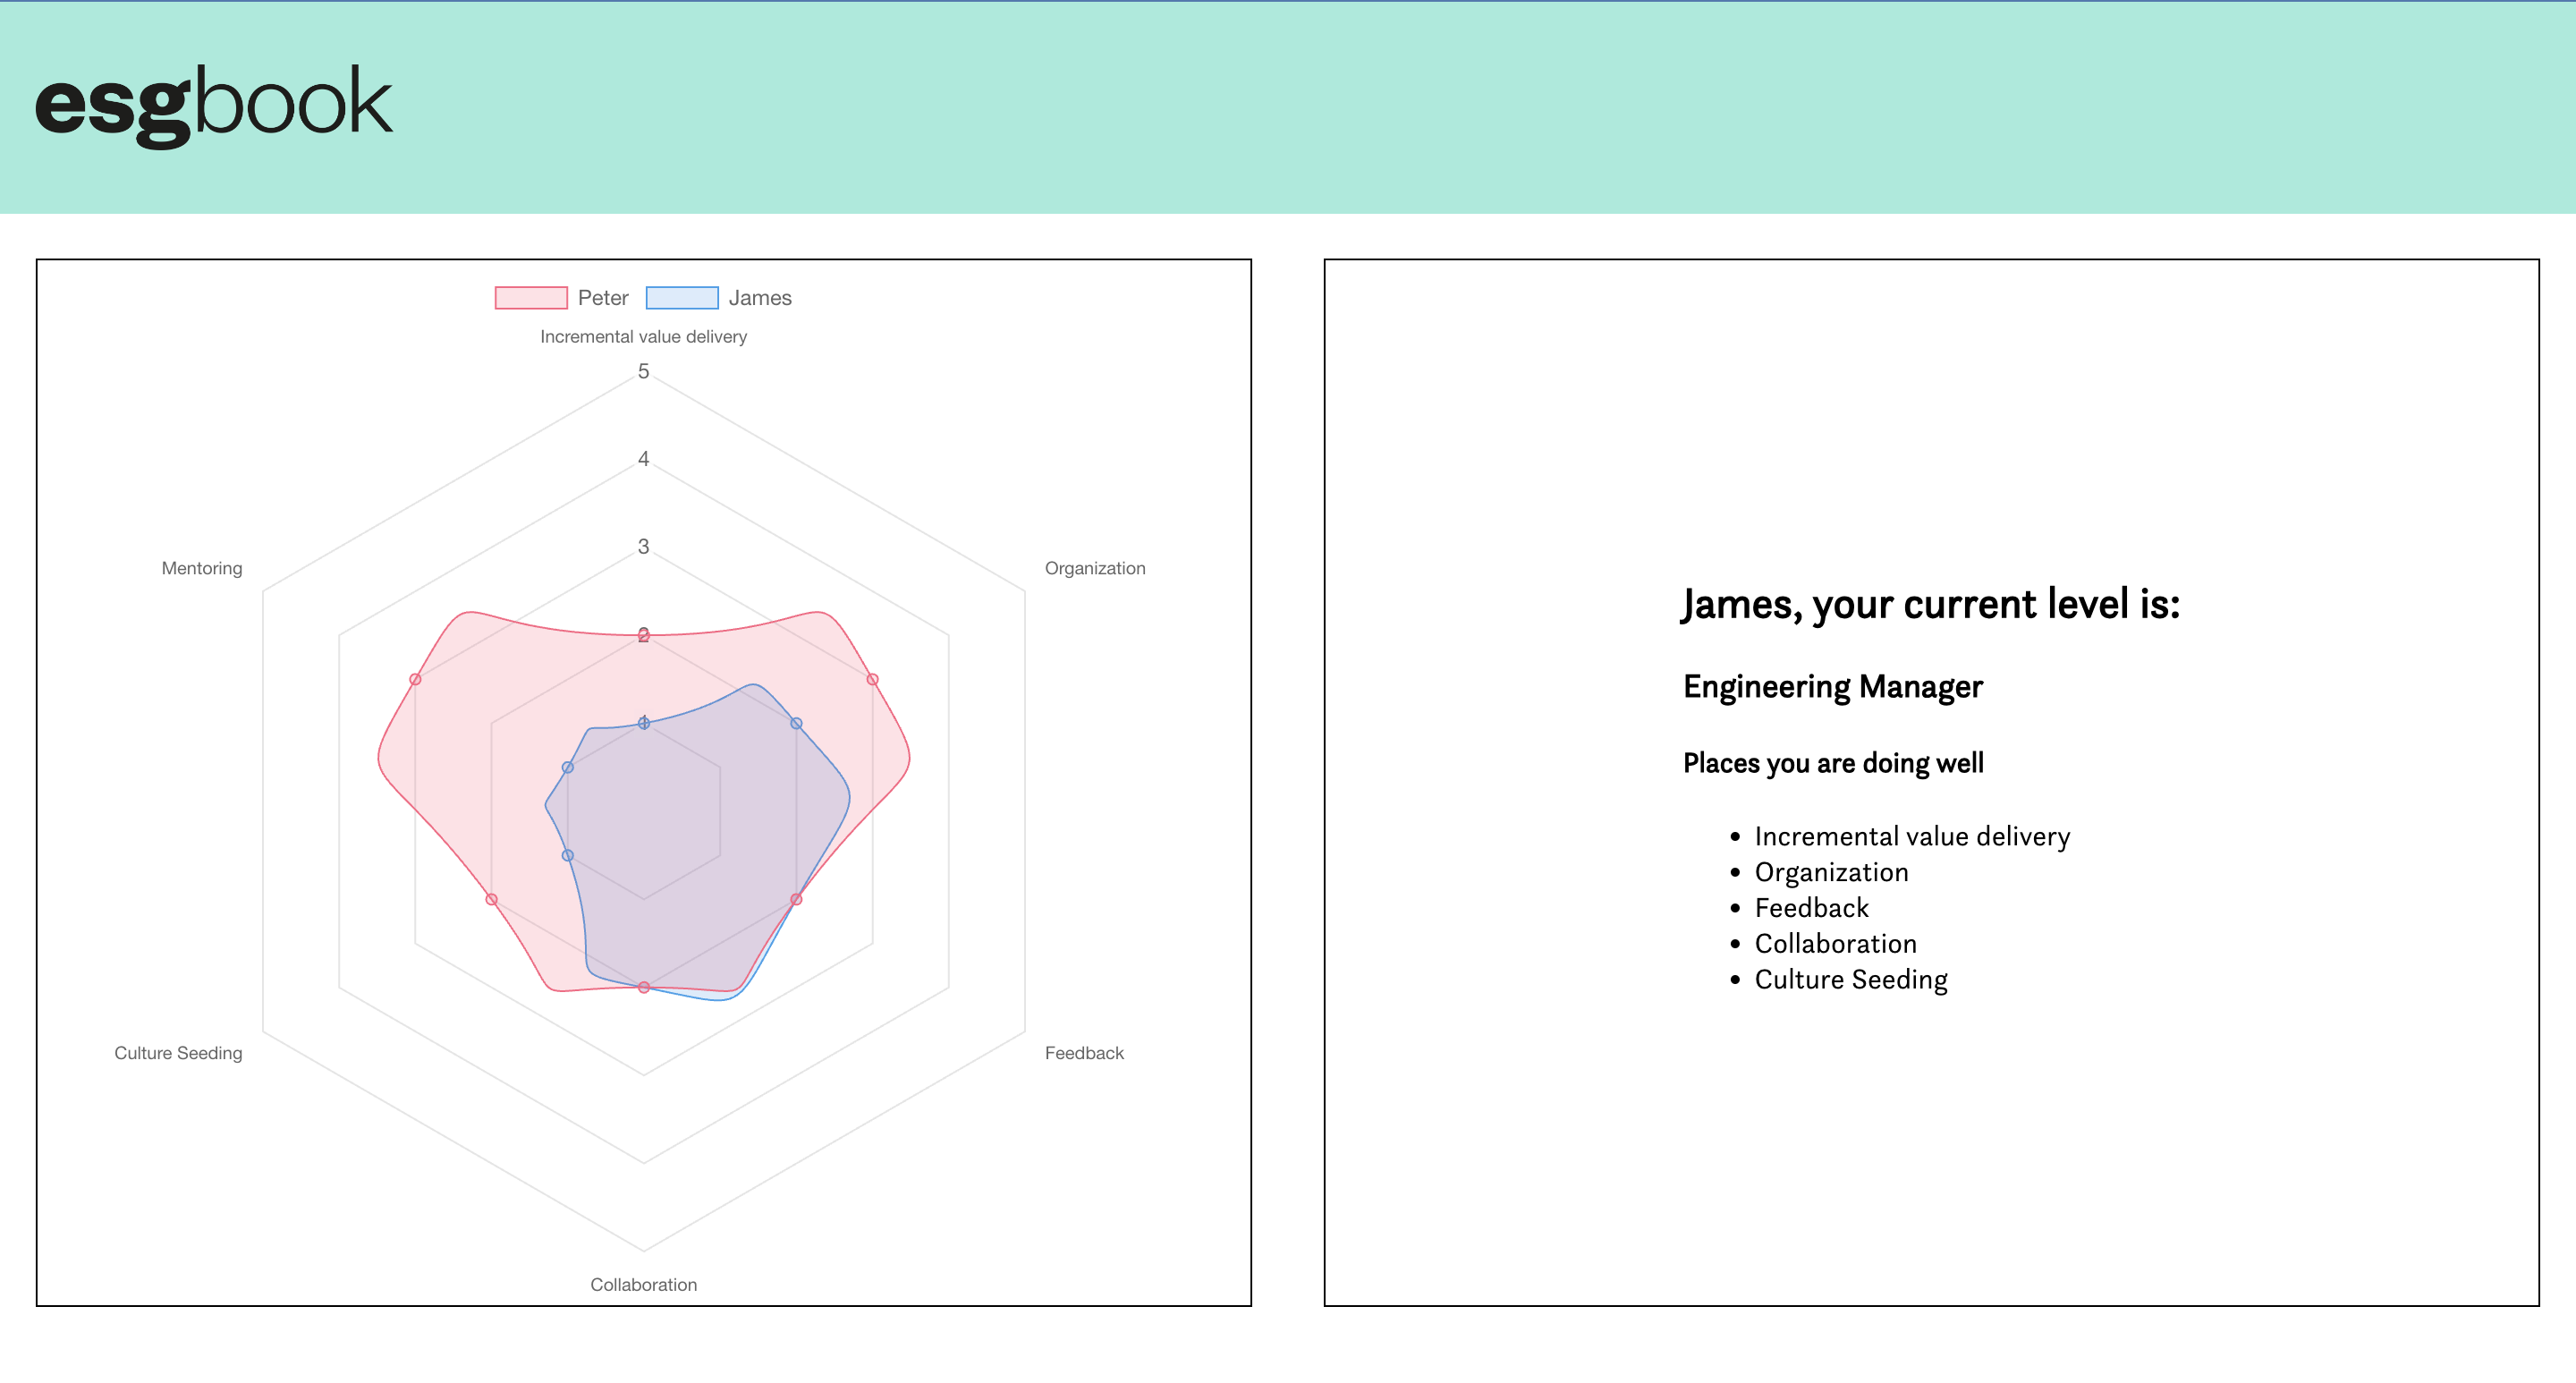 esgbook
Peter James
Incremental value delivery
5
4
3
2
1
Mentoring
Organization
Culture Seeding
Feedback
Collaboration
James, your current level is:
Engineering Manager
Places you are doing well
Incremental value delivery
Organization
Feedback
Collaboration
Culture Seeding